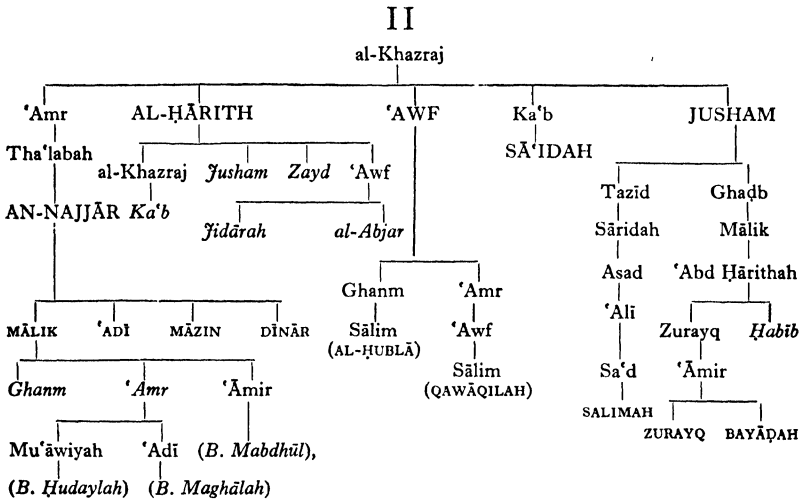 II
al-Khazraj
ʻAmr AL-ḤĀRITH ʻAWF Kaʻb JUSHAM
Thaʻlabah SĀʻIDAH
al-Khazraj Jusham Zayd ʻAwf
Tazīd Ghaḍb
AN-NAJJĀR Kaʻb
Jidārah al-Abjar Sāridah Mālik
Asad ʻAbd Ḥārithah
Ghanm ʻAmr
ʻAlī
MĀLIK ʻADĪ MĀZIN DĪNĀR Sālim ʻAwf Zurayq Ḥabīb
(AL-ḤUBLĀ)
Sālim Saʻd ʻĀmir
Ghanm ʻAmr ʻĀmir (QAWĀQILAH)
SALIMAH
ZURAYQ BAYĀḌAH
Muʻāwiyah ʻAdī (B. Mabdhūl),
(B. Ḥudaylah) (B. Maghālah)